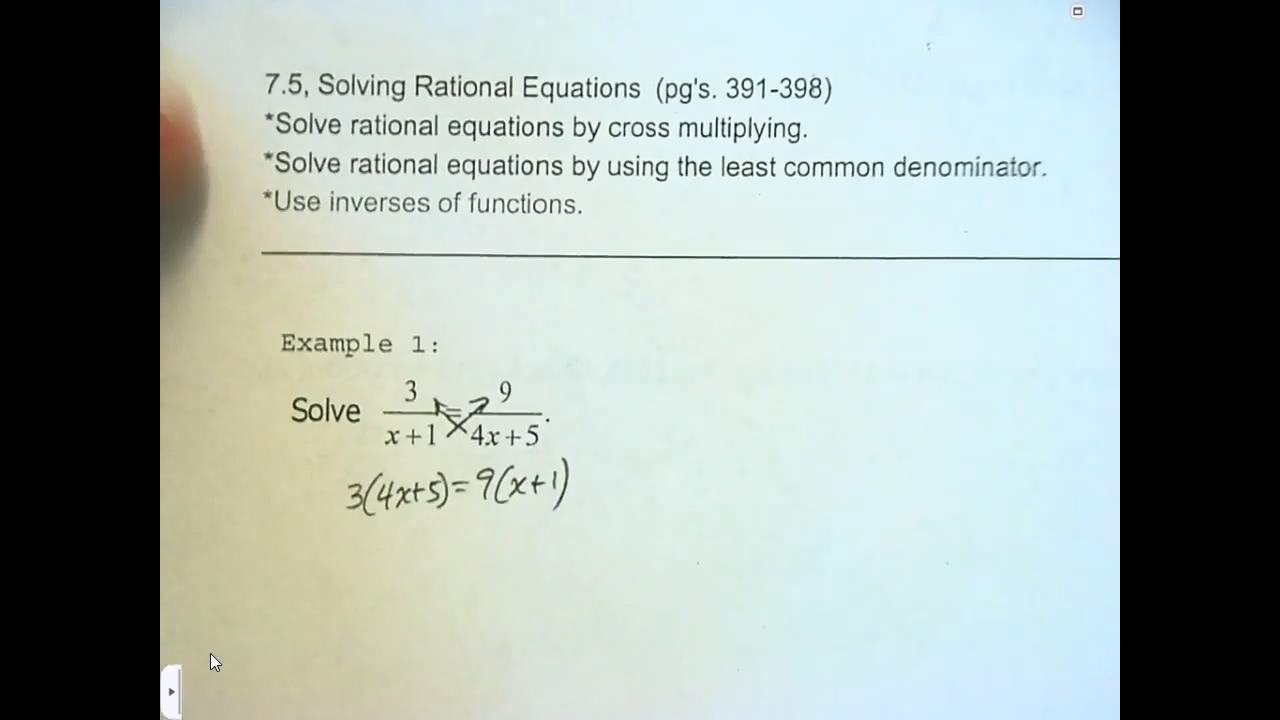 7.5, Solving Rational Equations (pg's. 391-398)
*Solve rational equations by cross multiplying.
*Solve rational equations by using the least common denominator.
*Use inverses of functions.
Example 1:
Solve 3/(x+1) = 9/(4x+5).
3(4x+5)=9(x+1)